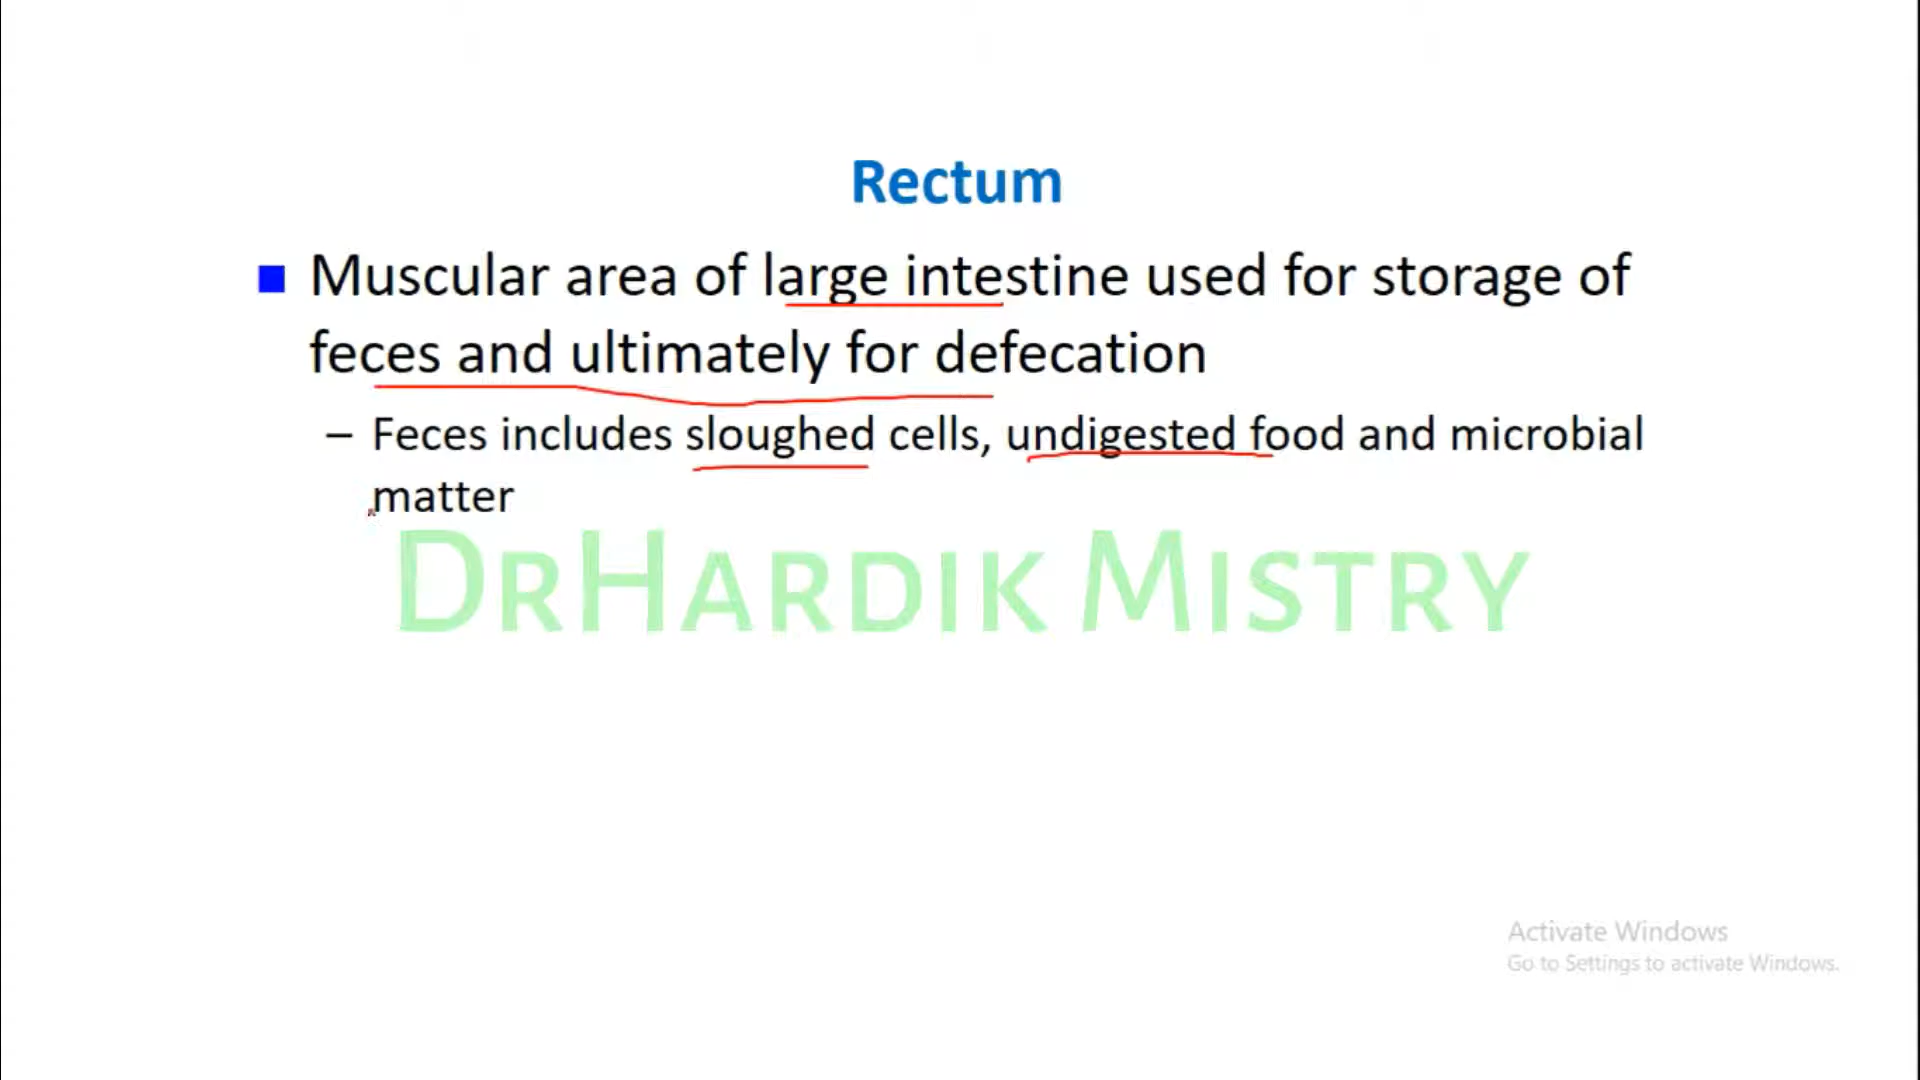 Rectum
■ Muscular area of large intestine used for storage of
feces and ultimately for defecation
– Feces includes sloughed cells, undigested food and microbial
matter
DRHARDIK MISTRY
Activate Windows
Go to Settings to activate Windows.